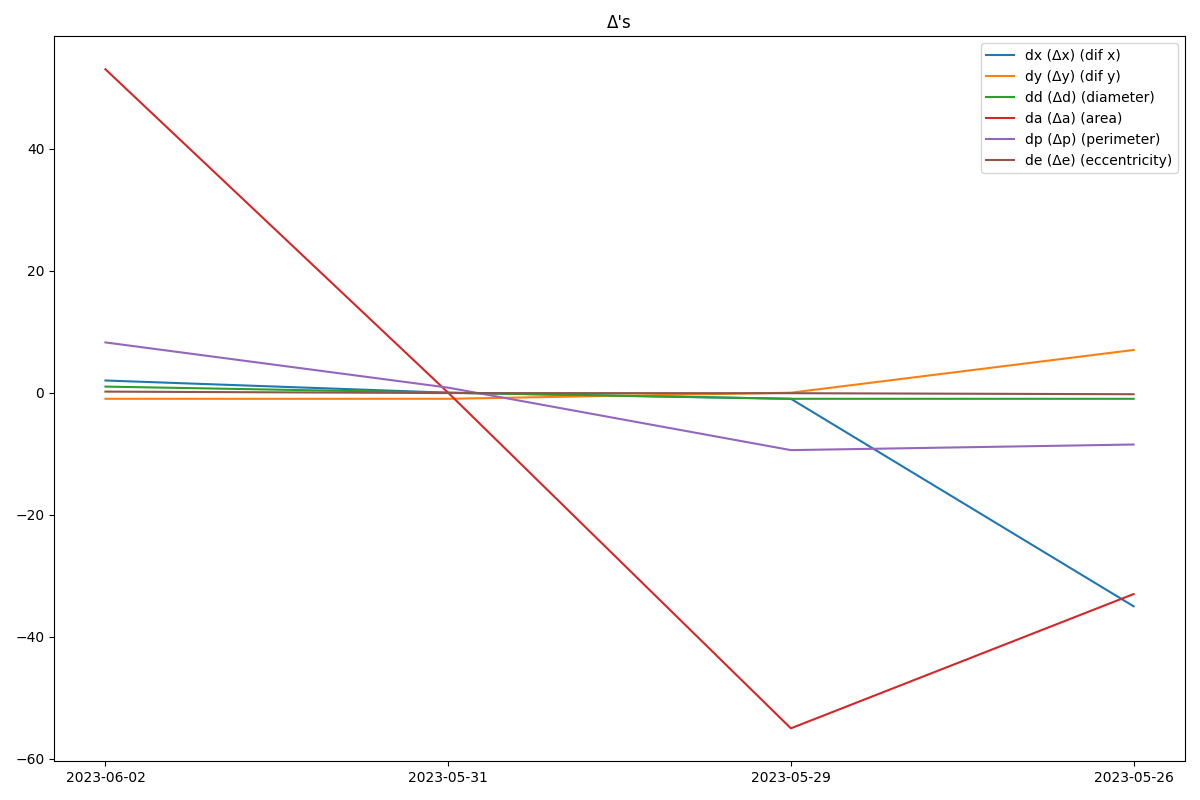 Δ's
dx (Δx) (dif x)
dy (Δy) (dif y)
dd (Δd) (diameter)
da (Δa) (area)
dp (Δp) (perimeter)
de (Δe) (eccentricity)
40
20
0
−20
−40
−60
2023-06-02 2023-05-31 2023-05-29 2023-05-26